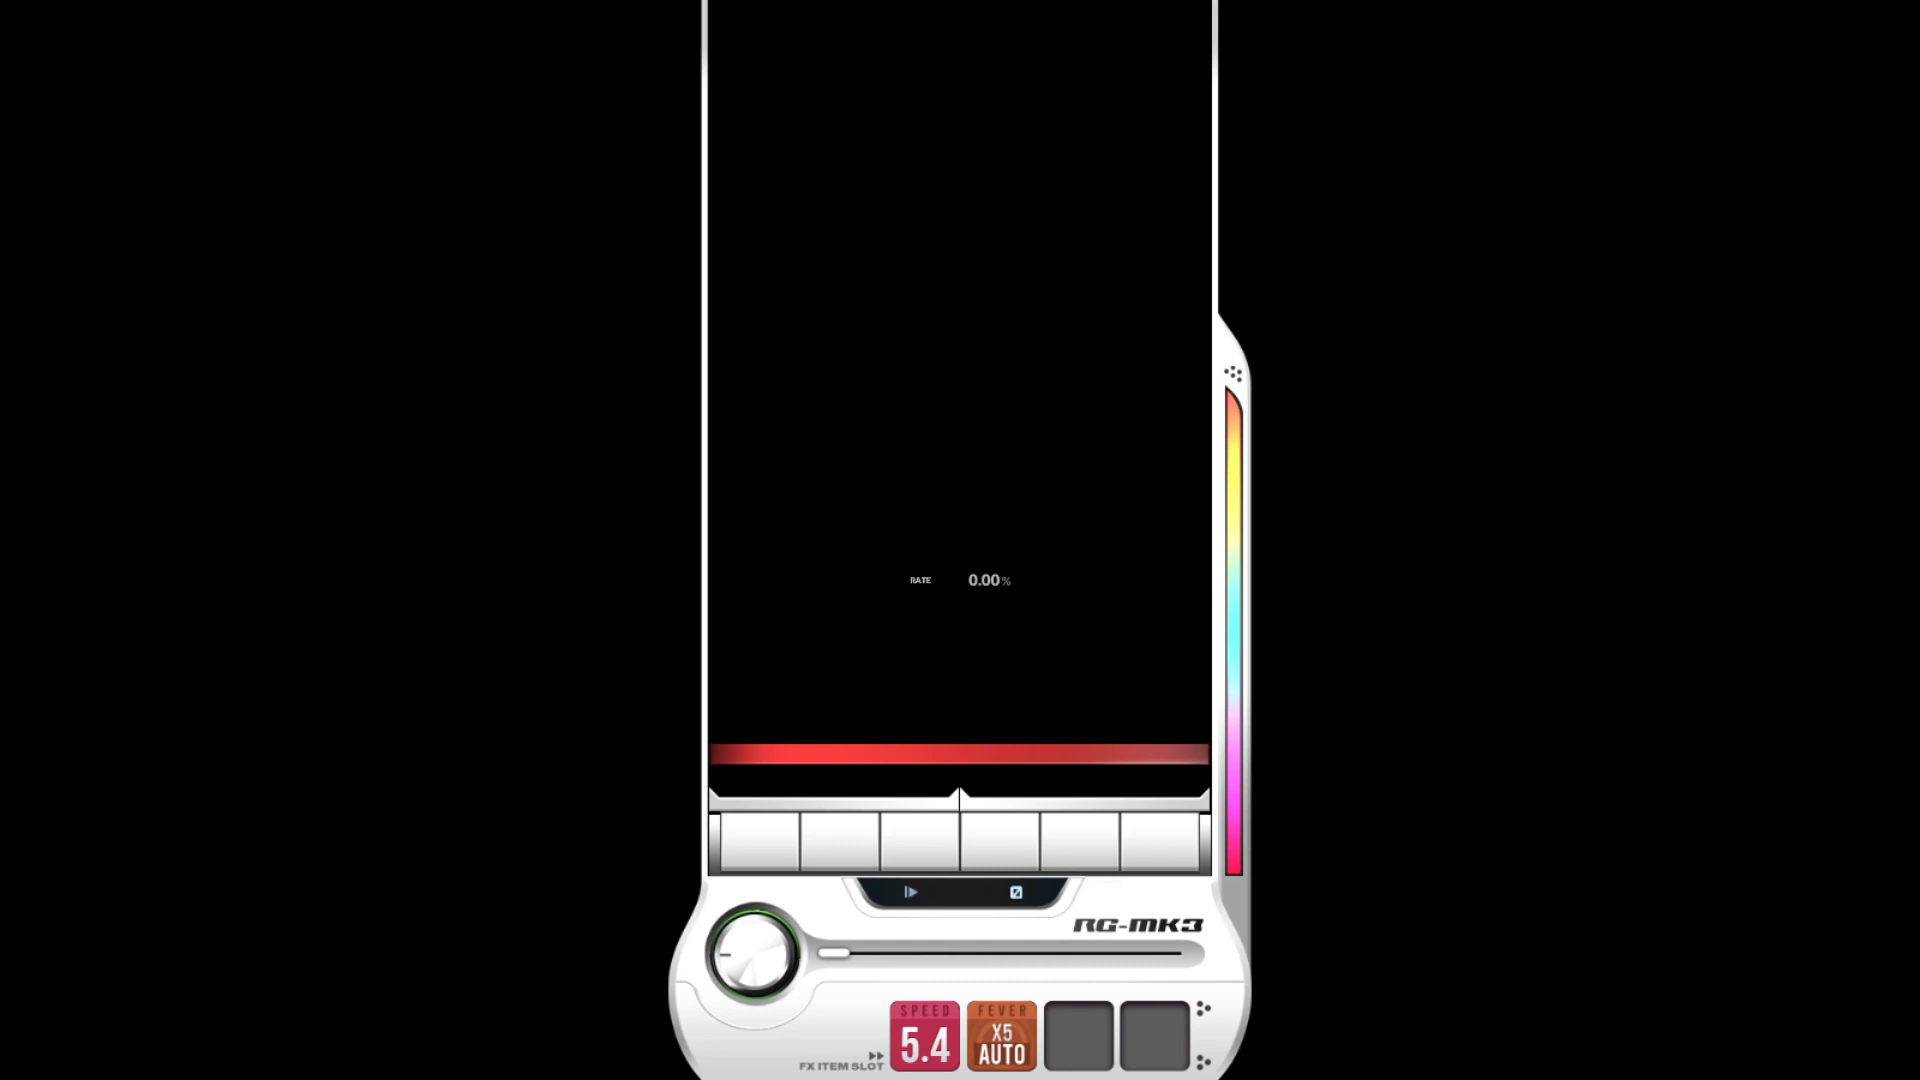 RATE 0.00%
RG-MK3
SPEED
5.4
FEVER
X5
AUTO
FX ITEM SLOT